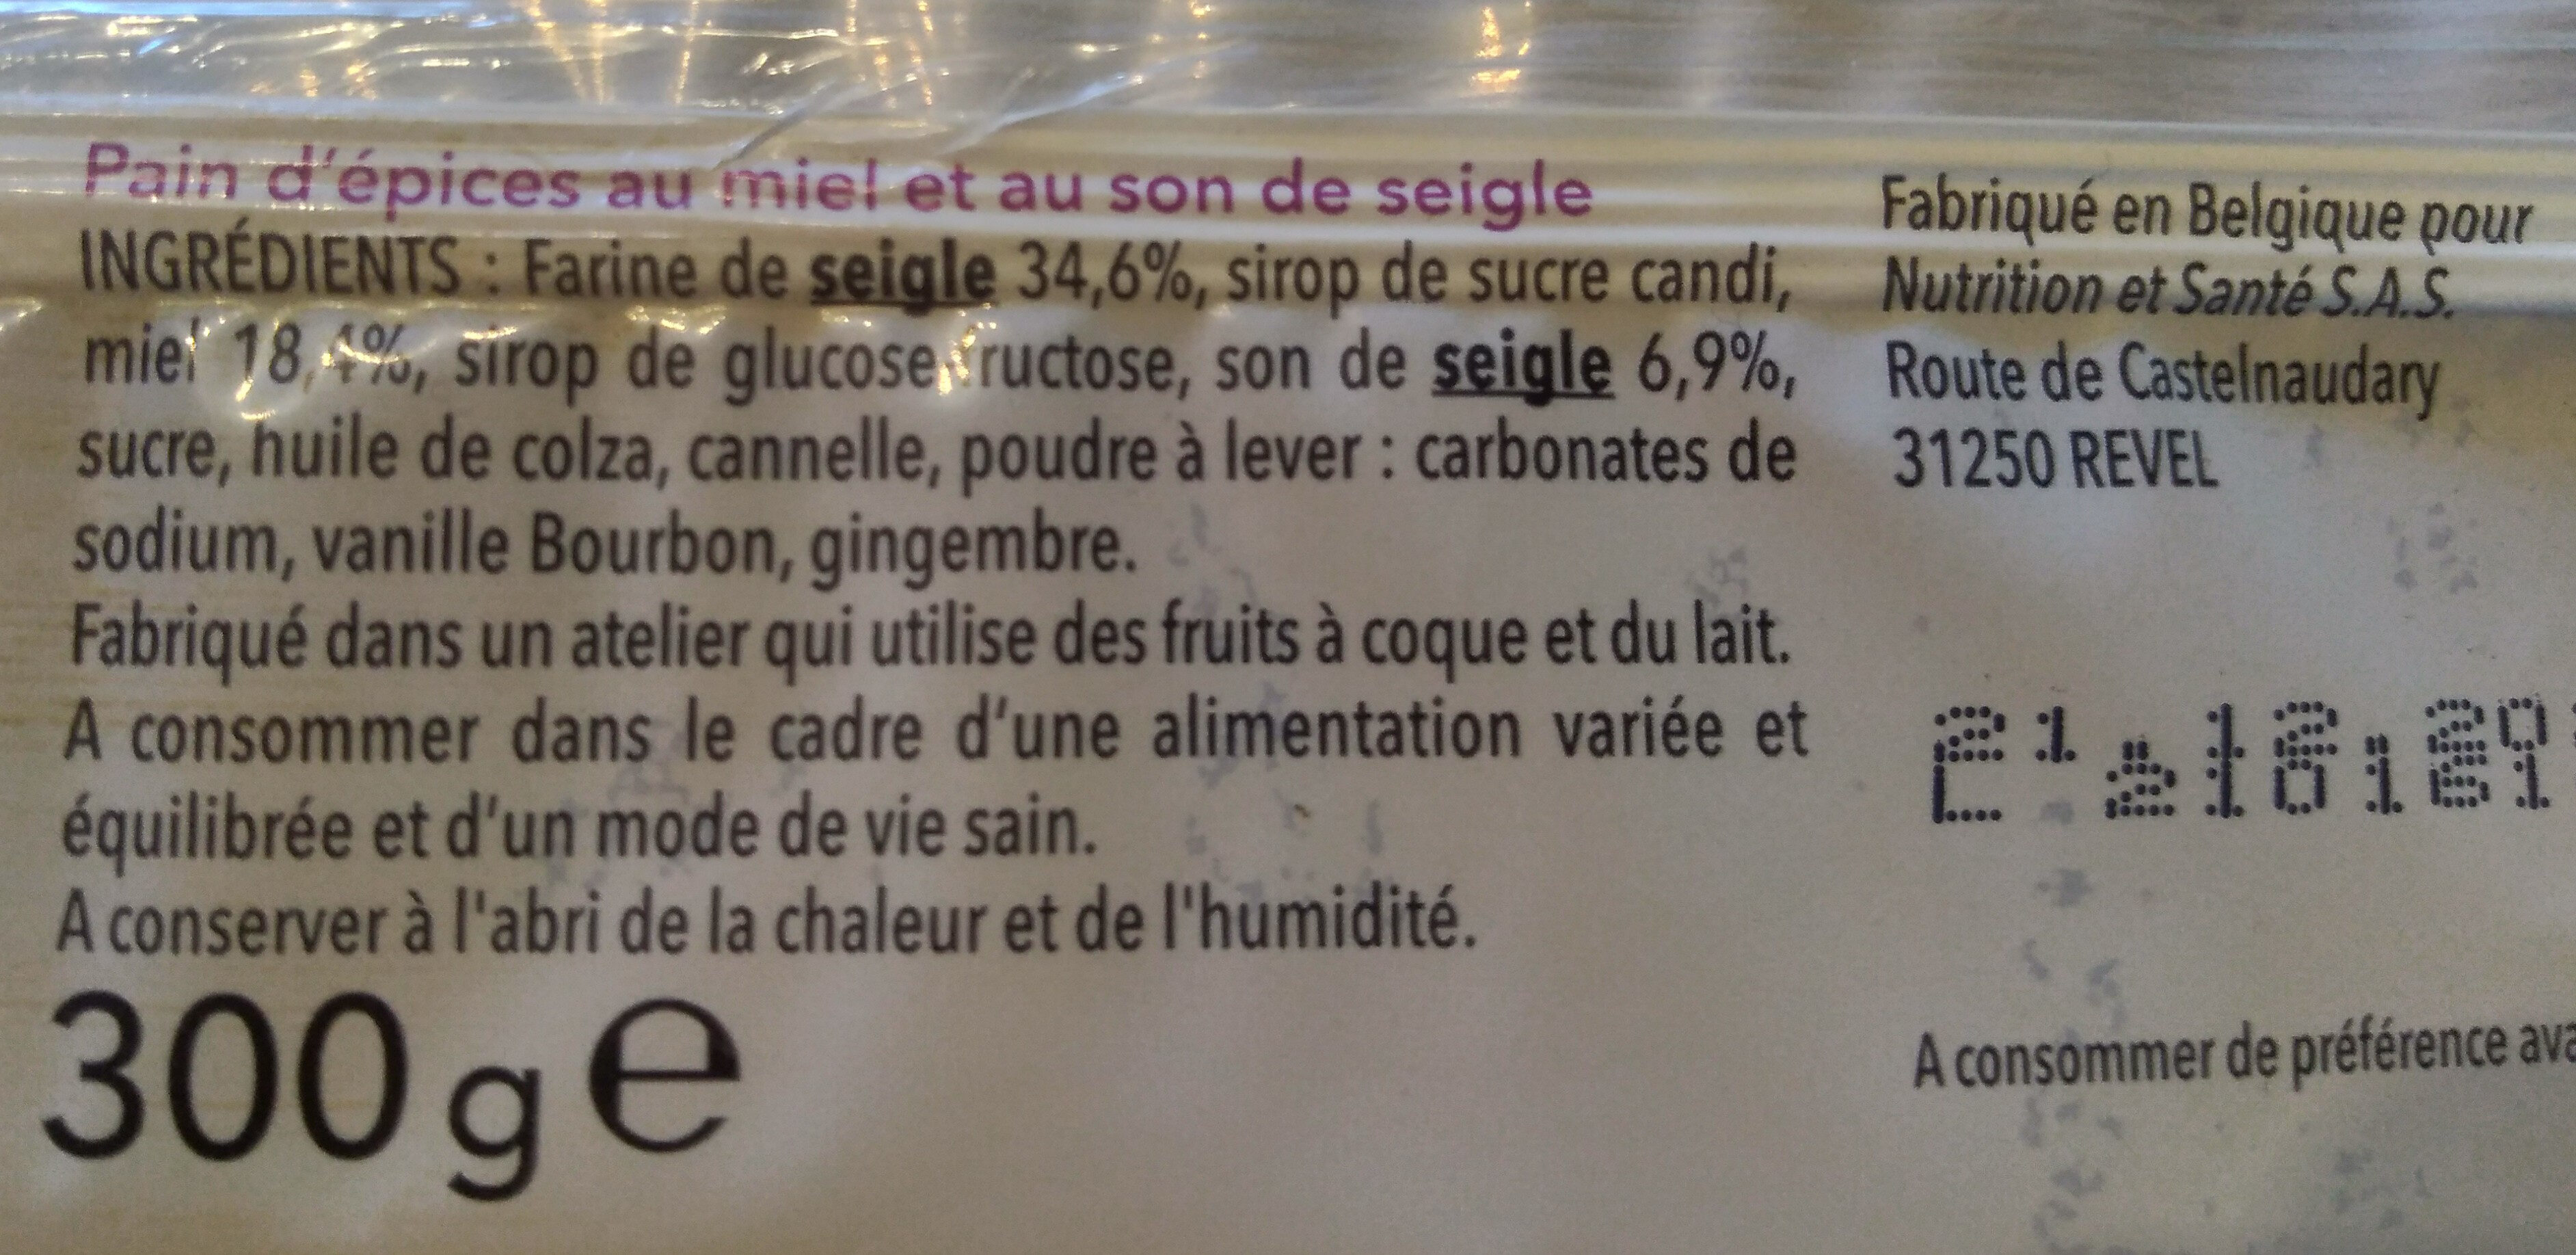 Pain d'épices au miel et au son de seigle
INGRÉDIENTS : Farine de seigle 34,6%, sirop de sucre candi,
miel 18,4%, sirop de glucose-fructose, son de seigle 6,9%,
sucre, huile de colza, cannelle, poudre à lever : carbonates de
sodium, vanille Bourbon, gingembre.
Fabriqué dans un atelier qui utilise des fruits à coque et du lait.
A consommer dans le cadre d'une alimentation variée et
équilibrée et d'un mode de vie sain.
A conserver à l'abri de la chaleur et de l'humidité.
300 g e
Fabriqué en Belgique pour
Nutrition et Santé S.A.S.
Route de Castelnaudary
31250 REVEL
A consommer de préférence